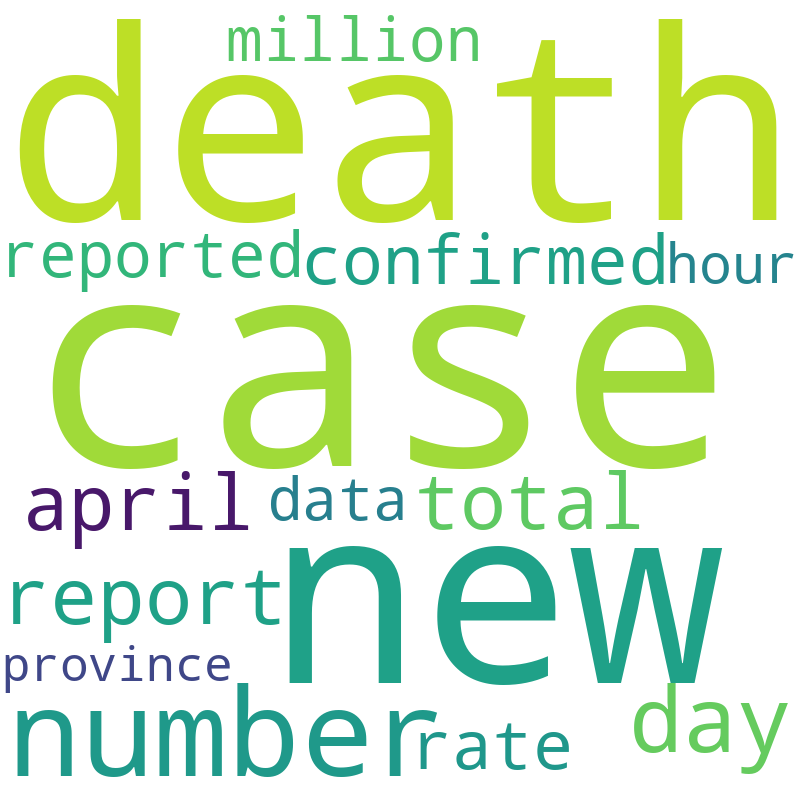 million
death
reported confirmed hour
case
april data total
new
report
province
number rate day